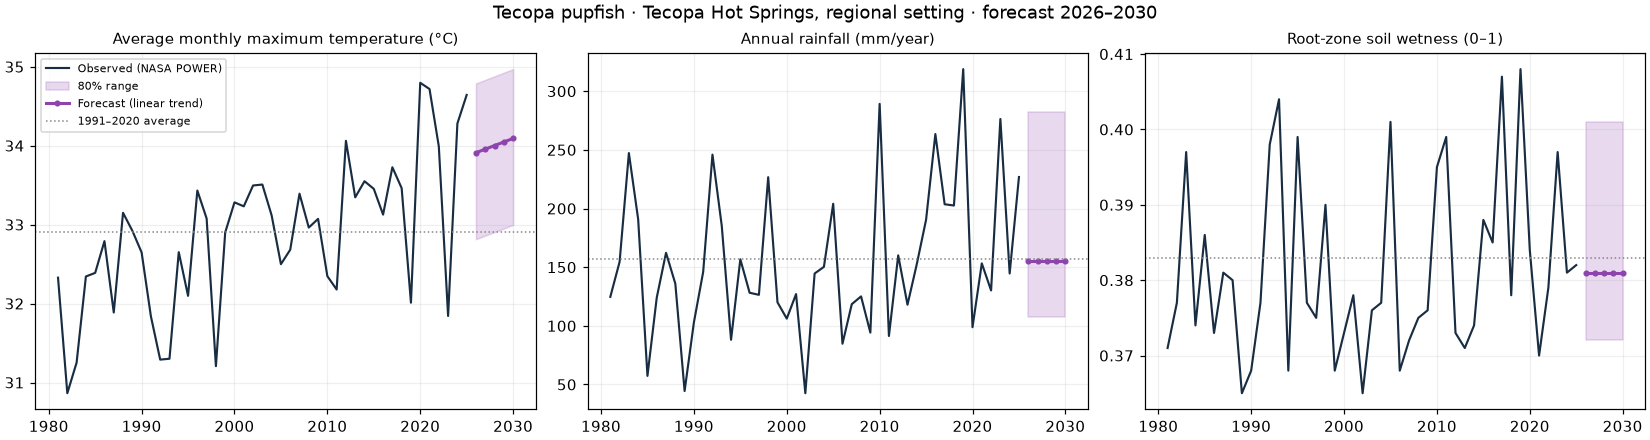 Tecopa pupfish · Tecopa Hot Springs, regional setting · forecast 2026–2030
Average monthly maximum temperature (°C)
35
34
33
32
31
Observed (NASA POWER)
80% range
Forecast (linear trend)
1991–2020 average
1980 1990 2000 2010 2020 2030
Annual rainfall (mm/year)
300
250
200
150
100
50
1980 1990 2000 2010 2020 2030
Root-zone soil wetness (0–1)
0.41
0.40
0.39
0.38
0.37
1980 1990 2000 2010 2020 2030